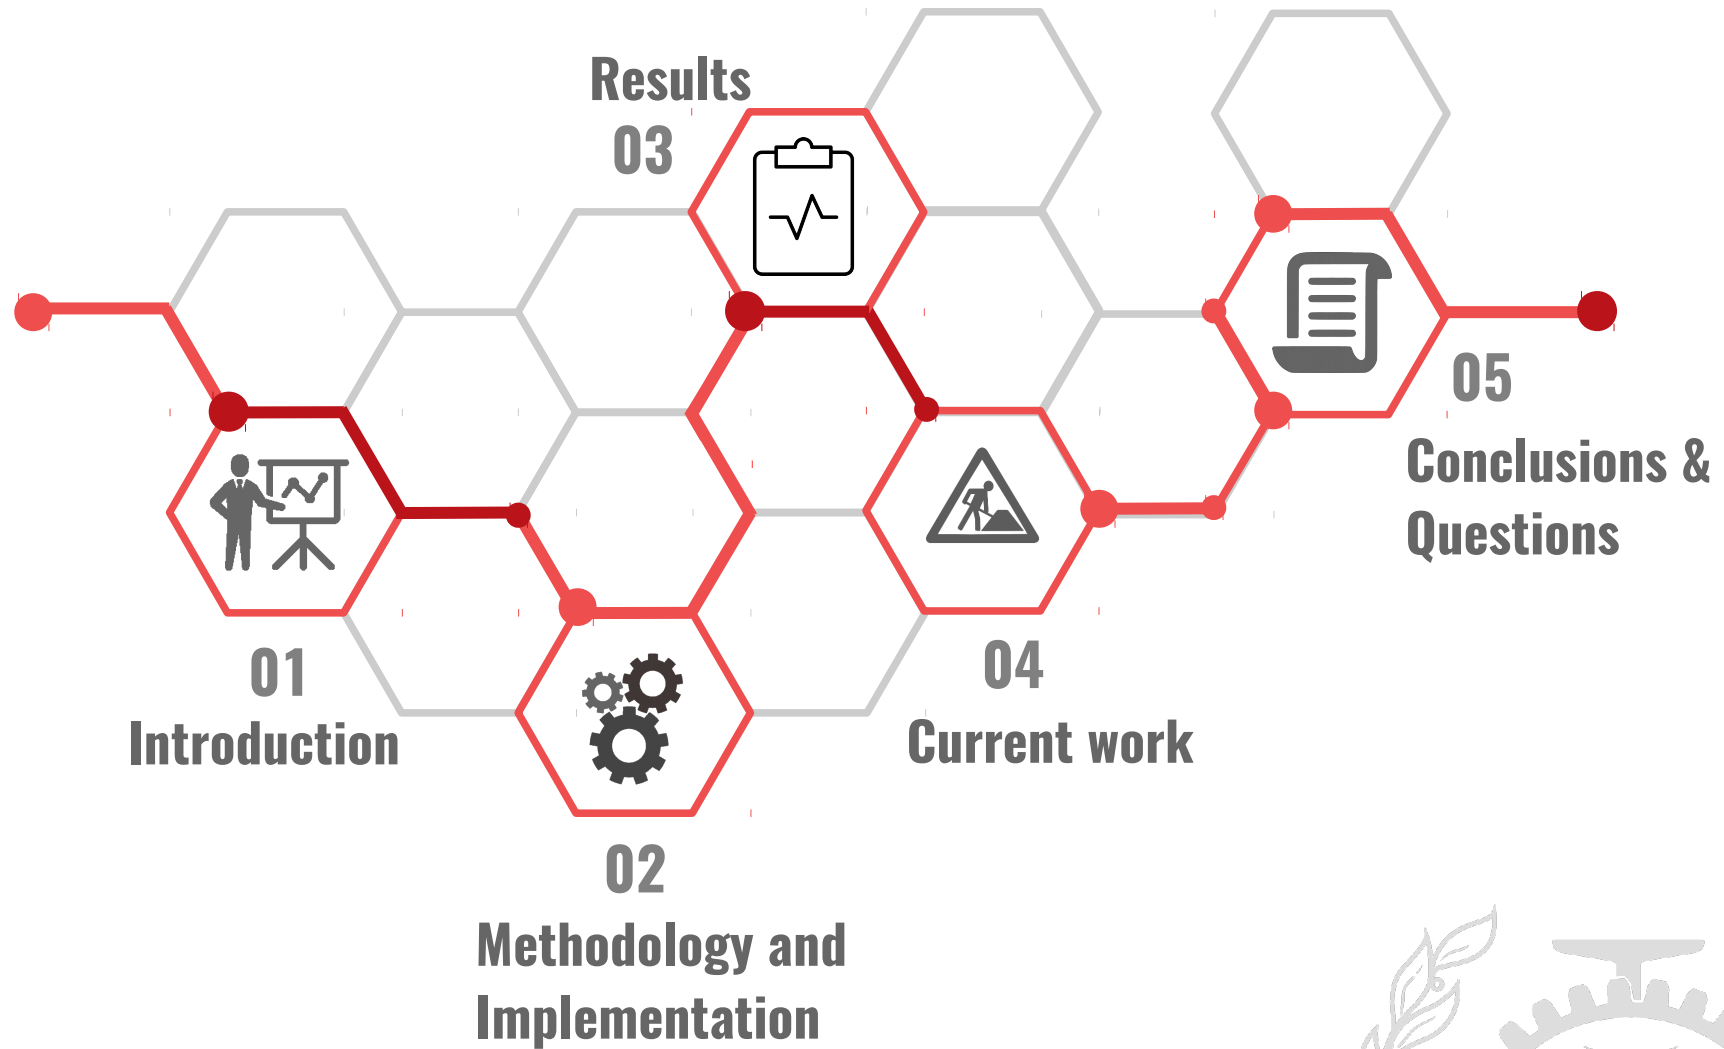 01
Introduction
02
Methodology and
Implementation
Results
03
04
Current work
05
Conclusions &
Questions